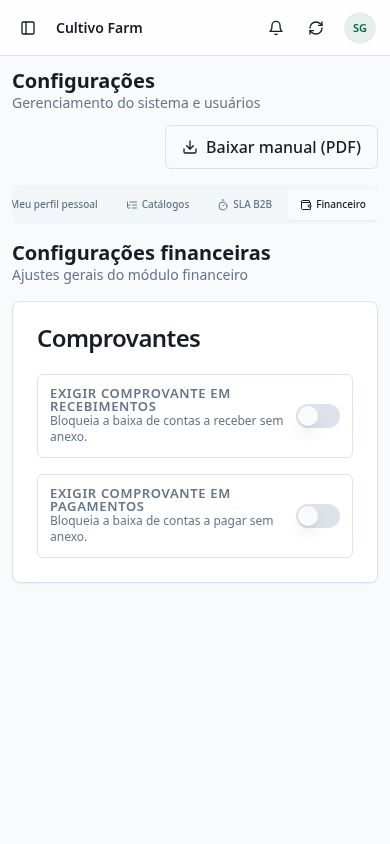 Cultivo Farm
SG
Configurações
Gerenciamento do sistema e usuários
Baixar manual (PDF)
Meu perfil pessoal
Catálogos
SLA B2B
Financeiro
Configurações financeiras
Ajustes gerais do módulo financeiro
Comprovantes
EXIGIR COMPROVANTE EM
RECEBIMENTOS
Bloqueia a baixa de contas a receber sem
anexo.
EXIGIR COMPROVANTE EM
PAGAMENTOS
Bloqueia a baixa de contas a pagar sem
anexo.